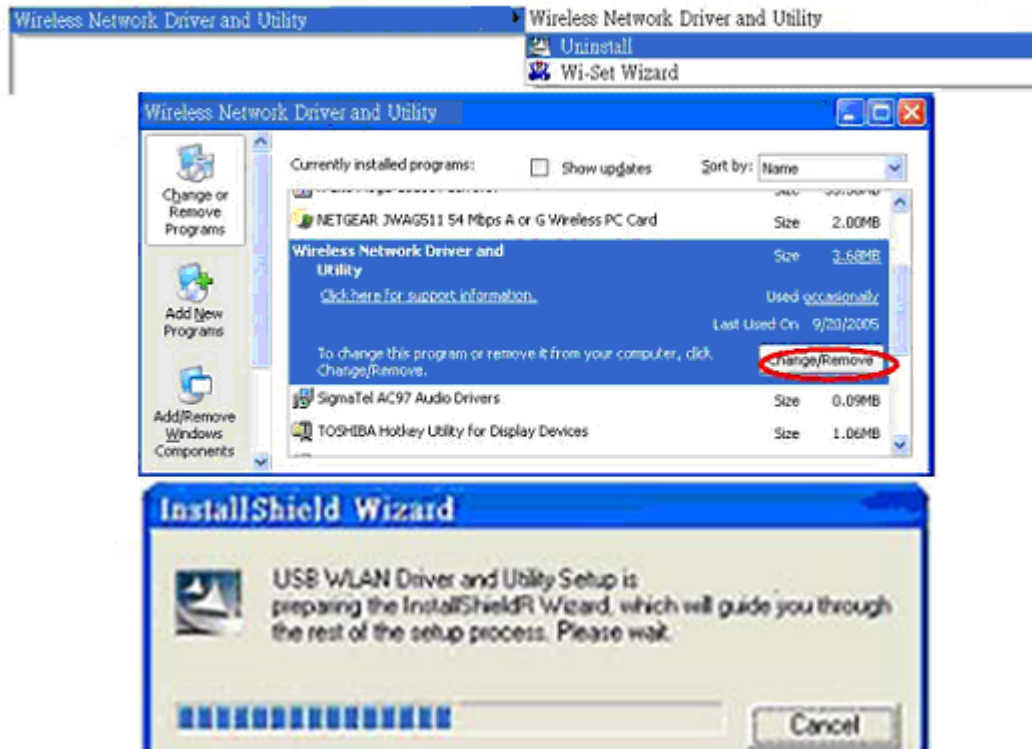 Wireless Network Driver and Utility
Wireless Network Driver and Utility
Uninstall
Wi-Set Wizard
Wireless Network Driver and Utility
Change or
Remove
Programs
Currently installed programs:
Show updates
Sort by:
Name
NETGEAR JWAG511 54 Mbps A or G Wireless PC Card
Size 2.00MB
Wireless Network Driver and
Utility
Size 3.68MB
Click here for support information.
Used occasionally
Last Used On 9/20/2005
To change this program or remove it from your computer, click
Change/Remove.
Change/Remove
Add New
Programs
SigmaTel AC97 Audio Drivers
Size 0.09MB
TOSHIBA Hotkey Utility for Display Devices
Size 1.06MB
Add/Remove
Windows
Components
InstallShield Wizard
USB WLAN Driver and Utility Setup is
preparing the InstallShieldR Wizard, which will guide you through
the rest of the setup process. Please wait.
Cancel